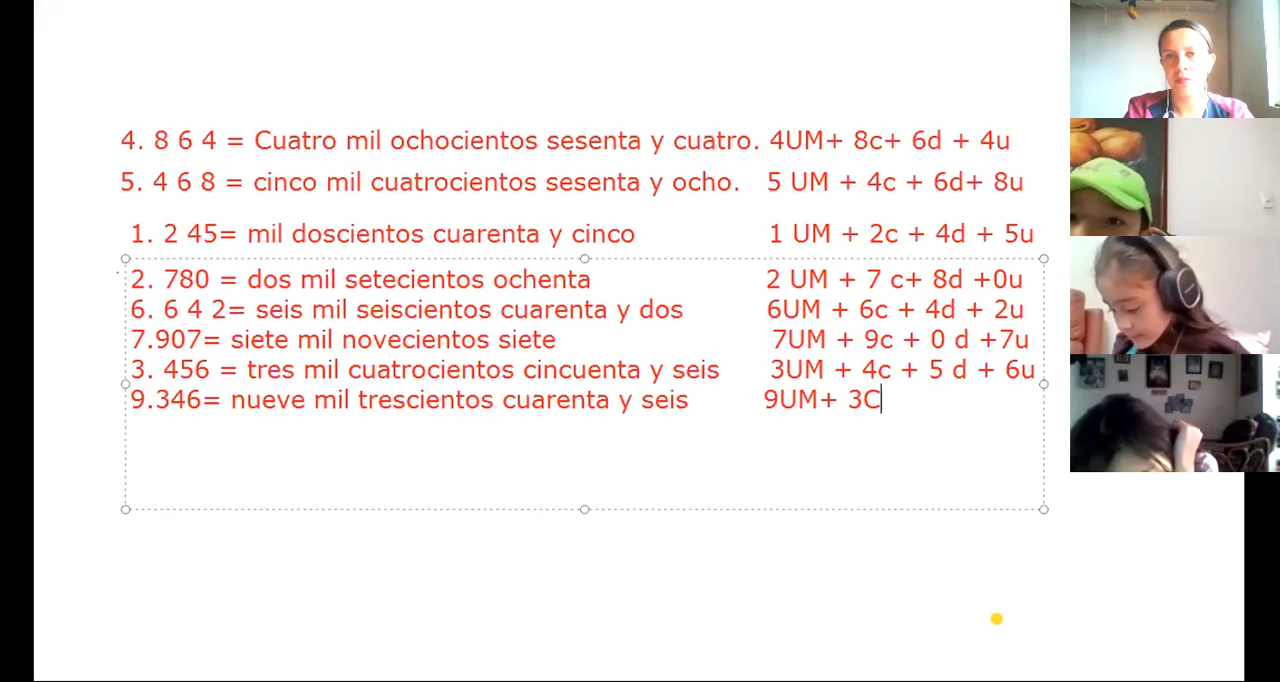 4. 8 6 4 = Cuatro mil ochocientos sesenta y cuatro. 4UM+ 8c+ 6d + 4u
5. 4 6 8 = cinco mil cuatrocientos sesenta y ocho. 5 UM + 4c + 6d+ 8u
1. 2 45= mil doscientos cuarenta y cinco 1 UM + 2c + 4d + 5u
2. 780 = dos mil setecientos ochenta 2 UM + 7 c+ 8d +0u
6. 6 4 2= seis mil seiscientos cuarenta y dos 6UM + 6c + 4d + 2u
7.907= siete mil novecientos siete 7UM + 9c + 0 d +7u
3. 456 = tres mil cuatrocientos cincuenta y seis 3UM + 4c + 5 d + 6u
9.346= nueve mil trescientos cuarenta y seis 9UM+ 3C